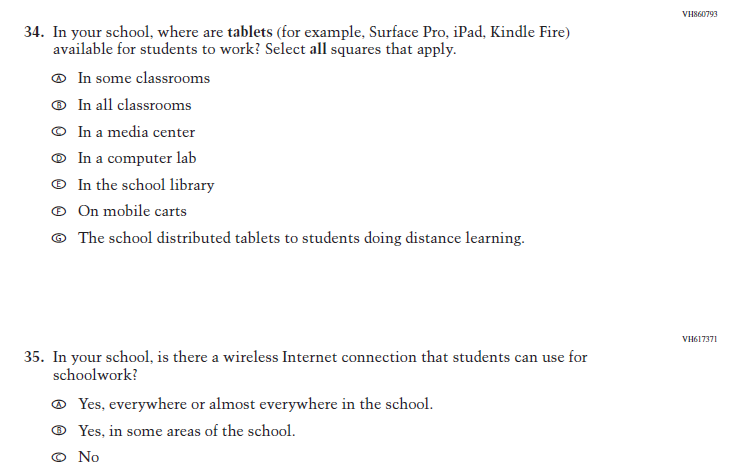 VH860793
34. In your school, where are tablets (for example, Surface Pro, iPad, Kindle Fire)
available for students to work? Select all squares that apply.
A In some classrooms
B In all classrooms
C In a media center
D In a computer lab
E In the school library
F On mobile carts
G The school distributed tablets to students doing distance learning.
VH617371
35. In your school, is there a wireless Internet connection that students can use for
schoolwork?
A Yes, everywhere or almost everywhere in the school.
B Yes, in some areas of the school.
C No